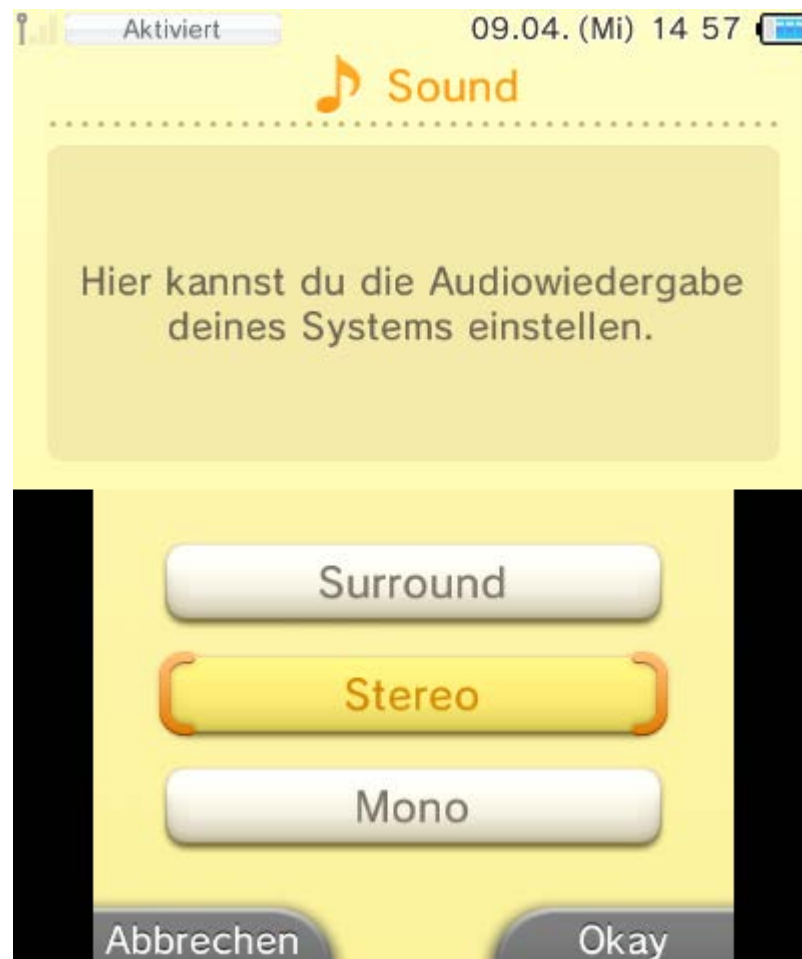 Aktiviert 09.04. (Mi) 14 57
Sound
Hier kannst du die Audiowiedergabe
deines Systems einstellen.
Surround
Stereo
Mono
Abbrechen Okay